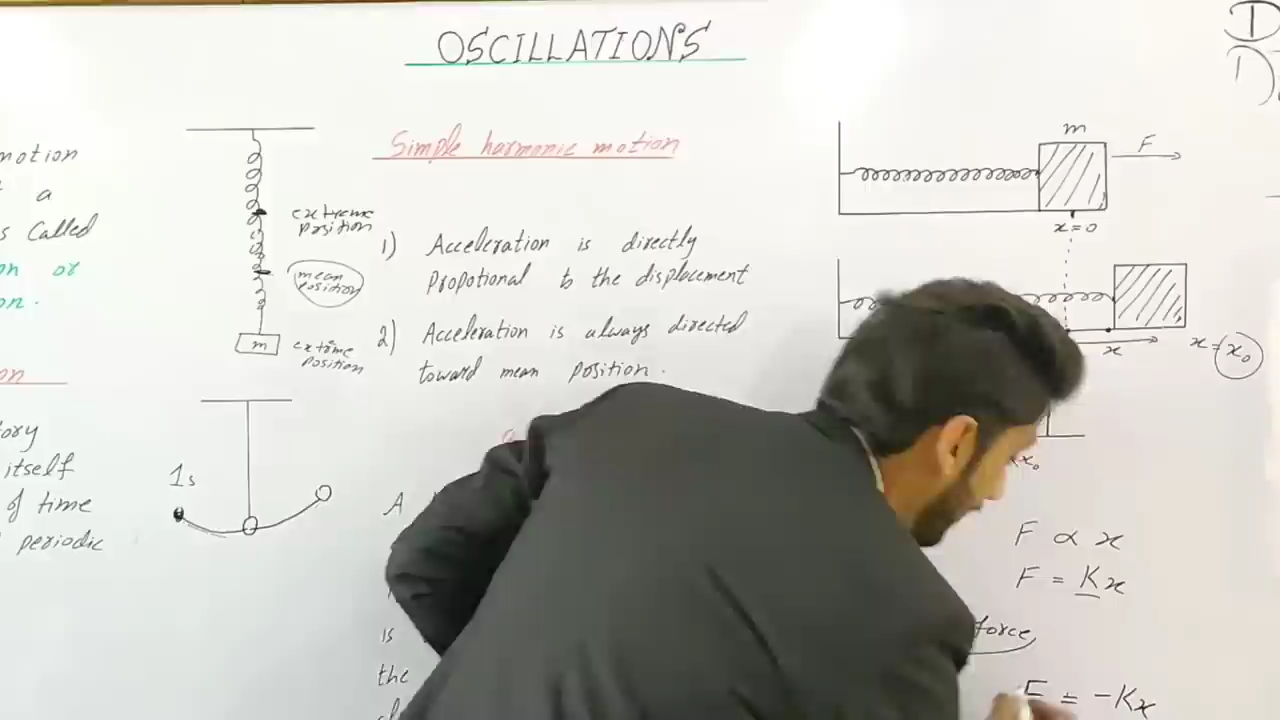 OSCILLATIONS
motion
a
s Called
on or
on.
on
ory
itself
of time
periodic
extreme
position
mean
position
m
extime
position
1s
Simple harmonic motion
1) Acceleration is directly
propotional to the displacement
2) Acceleration is always directed
toward mean position.
A
is
the
m
F
x=0
x
x = x₀
x₀
F ∝ x
F = Kx
force,
F = -Kx
D